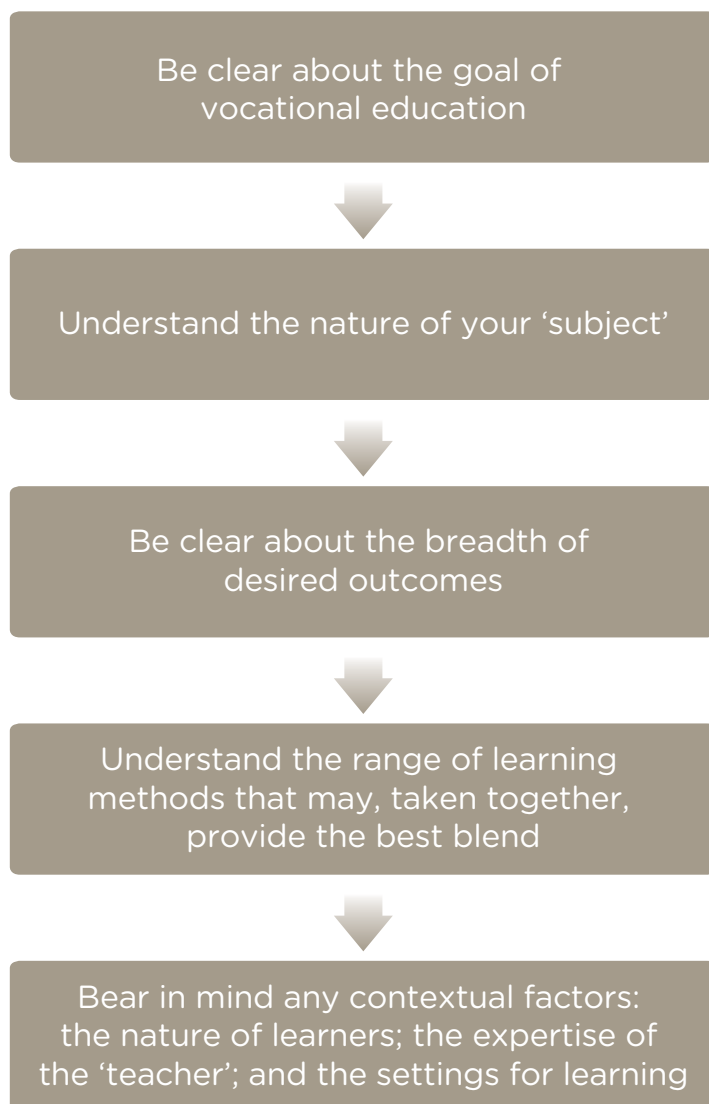 Be clear about the goal of
vocational education
Understand the nature of your ‘subject’
Be clear about the breadth of
desired outcomes
Understand the range of learning
methods that may, taken together,
provide the best blend
Bear in mind any contextual factors:
the nature of learners; the expertise of
the ‘teacher’; and the settings for learning